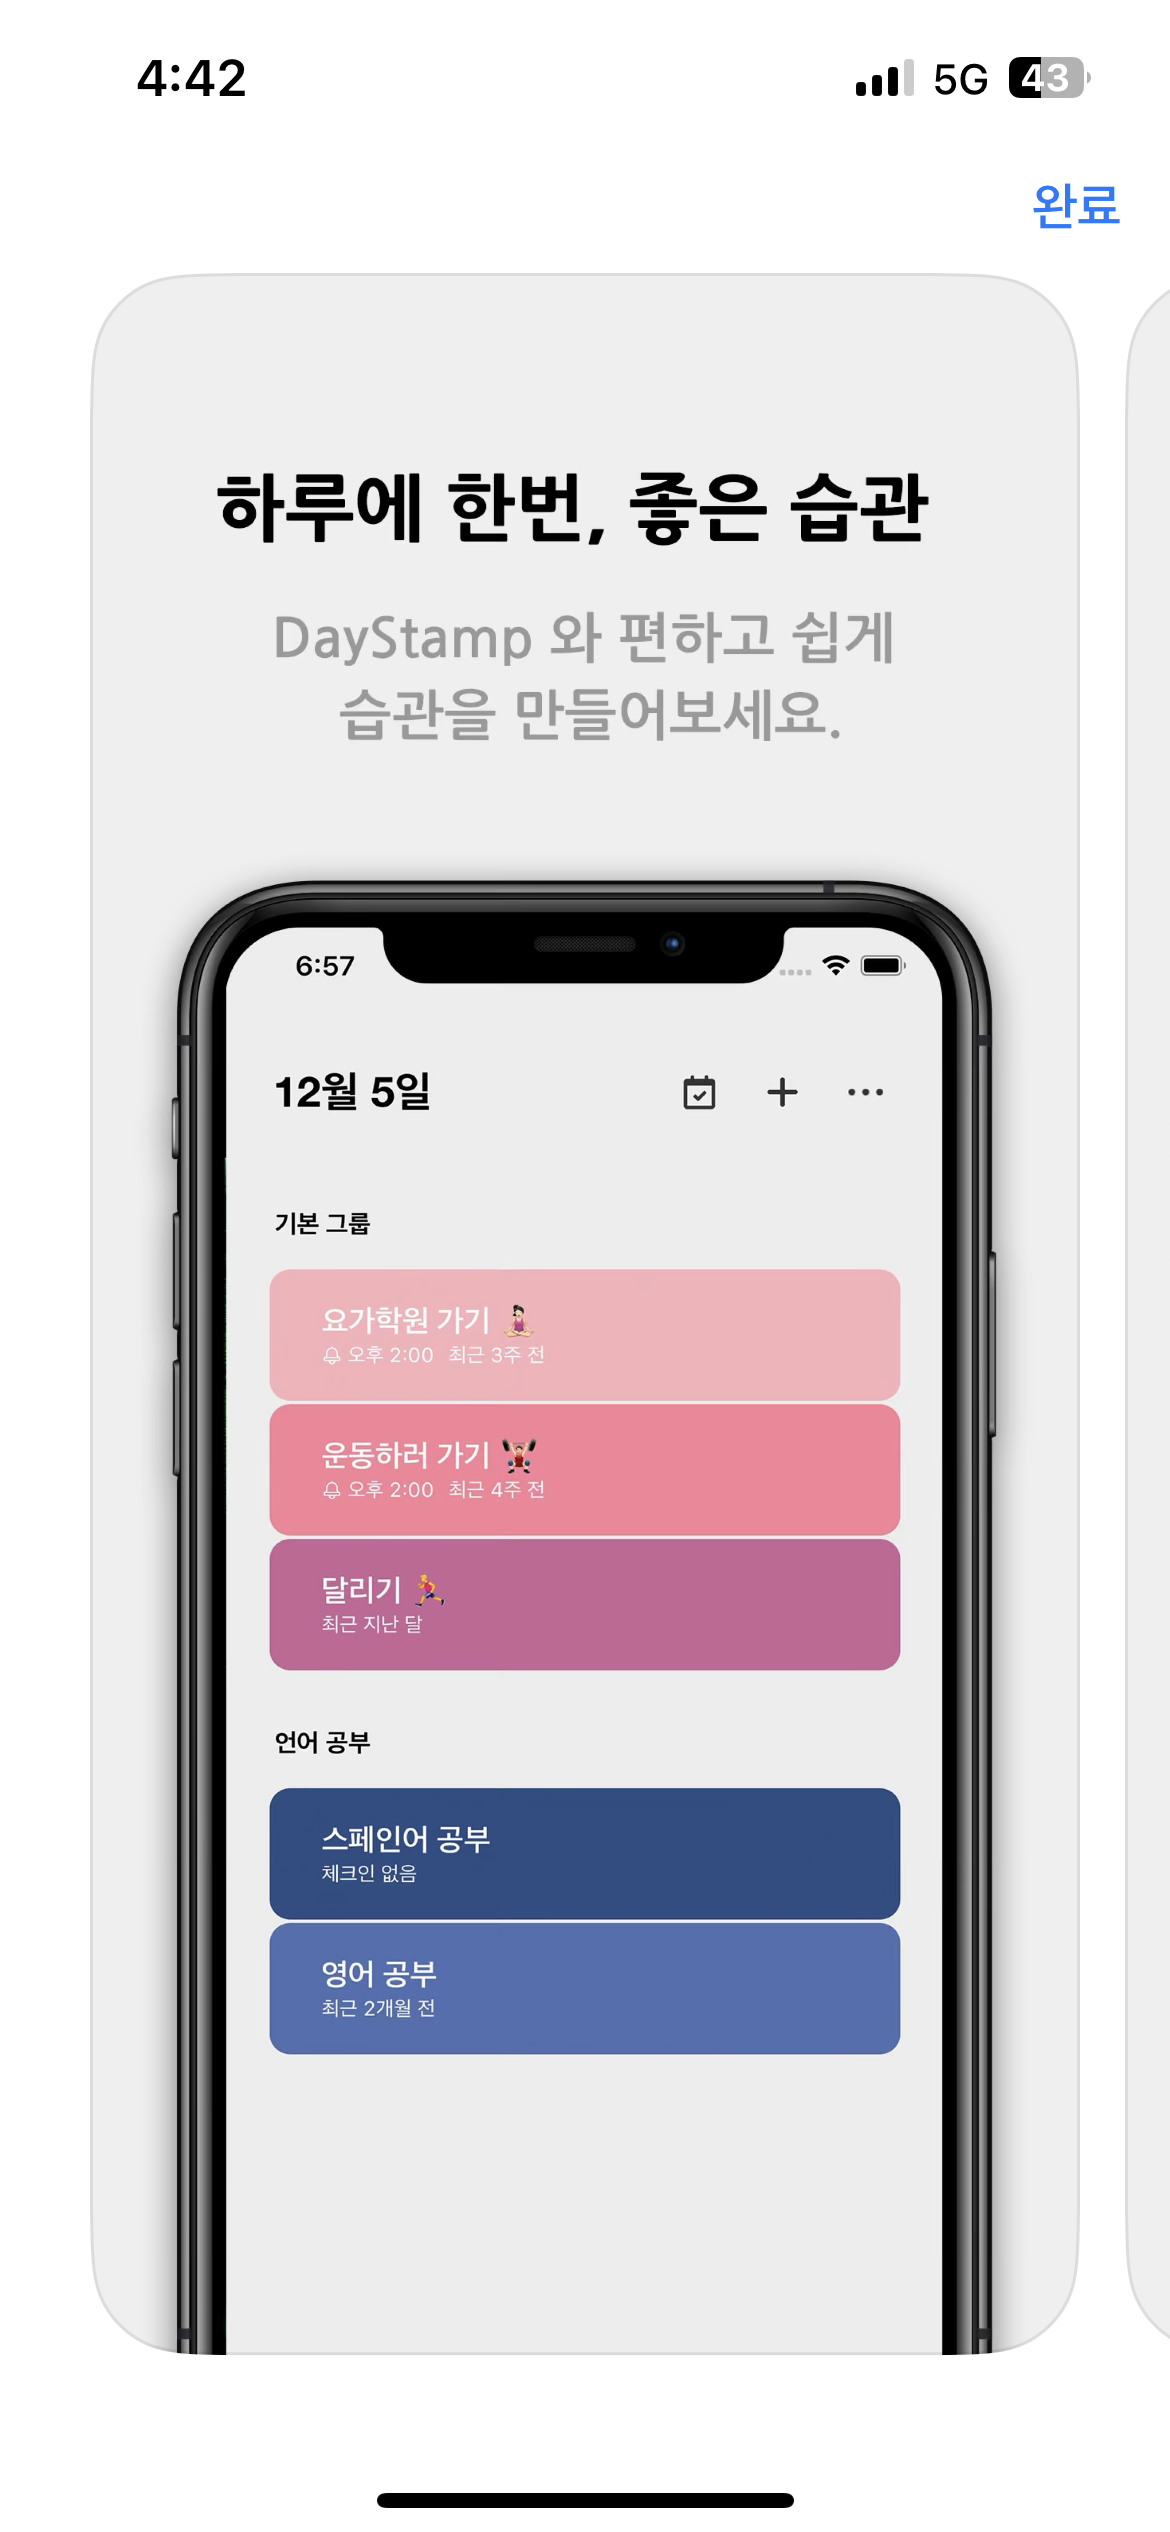 4:42
5G 43
완료
하루에 한번, 좋은 습관
DayStamp 와 편하고 쉽게
습관을 만들어보세요.
6:57
12월 5일
기본 그룹
요가학원 가기 🧘🏻‍♀️
오후 2:00 최근 3주 전
운동하러 가기 🏋🏻
오후 2:00 최근 4주 전
달리기 🏃
최근 지난 달
언어 공부
스페인어 공부
체크인 없음
영어 공부
최근 2개월 전